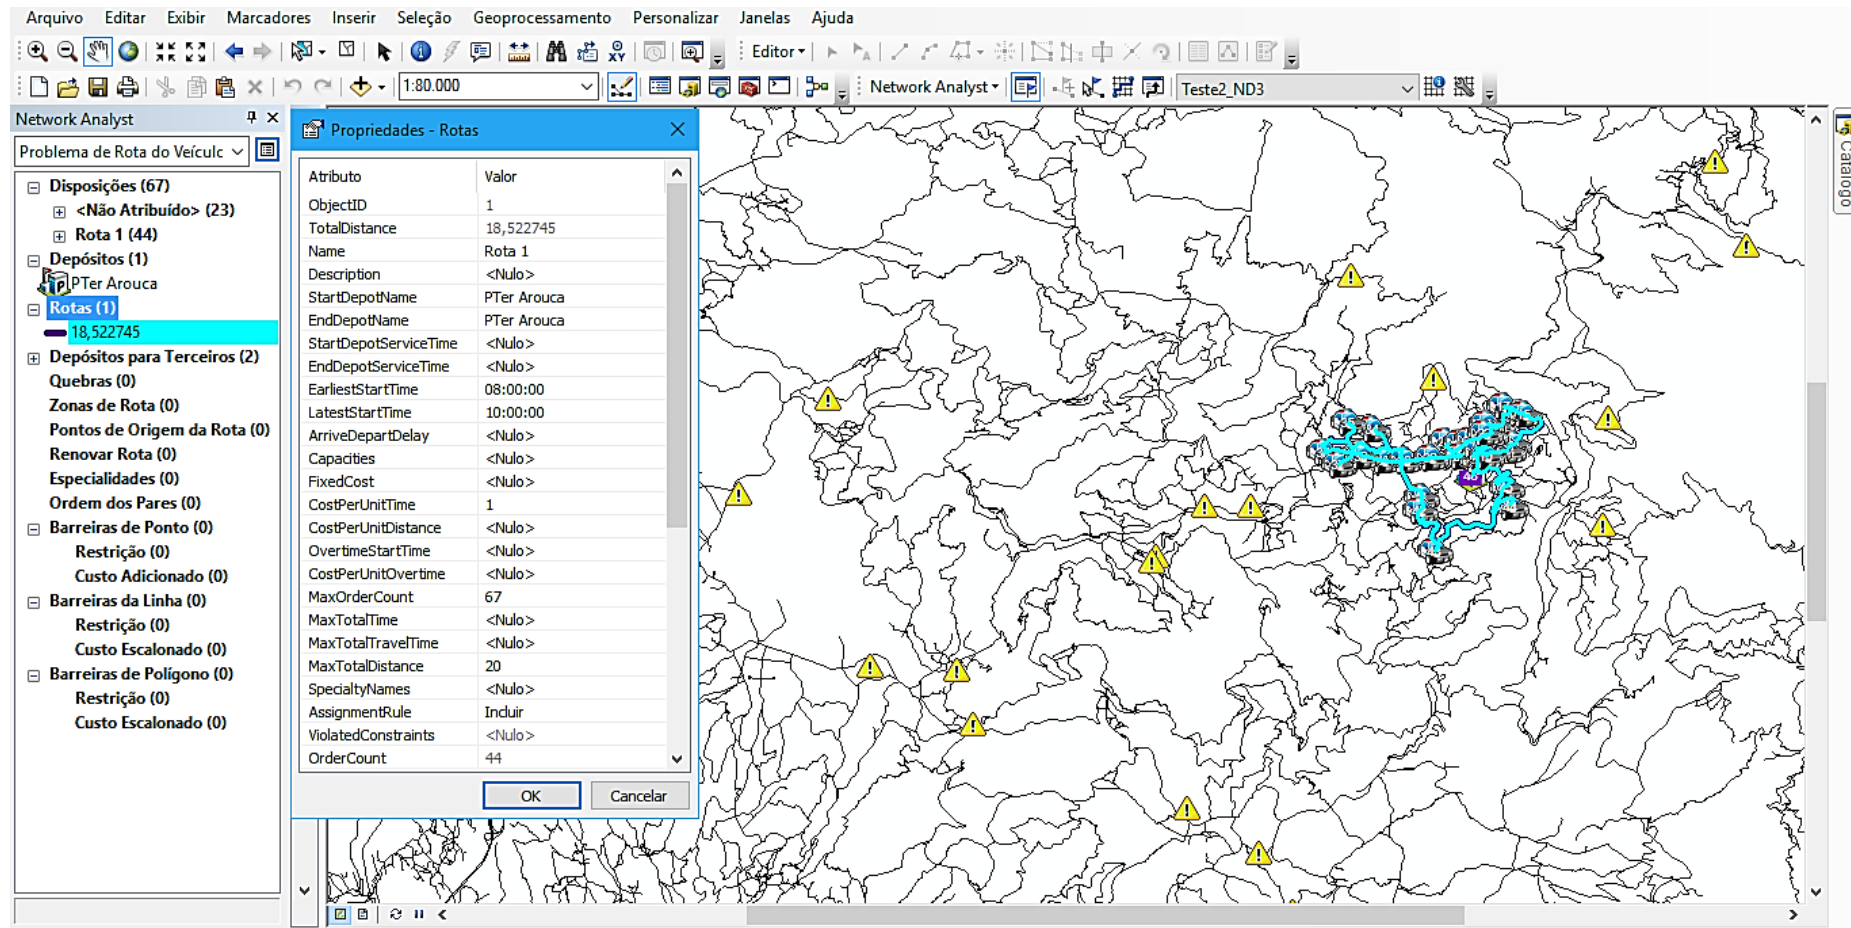 Arquivo Editar Exibir Marcadores Inserir Seleção Geoprocessamento Personalizar Janelas Ajuda
Editor
1:80.000
Network Analyst
Teste2_ND3
Network Analyst
Problema de Rota do Veículc
Disposições (67)
<Não Atribuído> (23)
Rota 1 (44)
Depósitos (1)
PTer Arouca
Rotas (1)
18,522745
Depósitos para Terceiros (2)
Quebras (0)
Zonas de Rota (0)
Pontos de Origem da Rota (0)
Renovar Rota (0)
Especialidades (0)
Ordem dos Pares (0)
Barreiras de Ponto (0)
Restrição (0)
Custo Adicionado (0)
Barreiras da Linha (0)
Restrição (0)
Custo Escalonado (0)
Barreiras de Polígono (0)
Restrição (0)
Custo Escalonado (0)
Propriedades - Rotas
Atributo Valor
ObjectID 1
TotalDistance 18,522745
Name Rota 1
Description <Nulo>
StartDepotName PTer Arouca
EndDepotName PTer Arouca
StartDepotServiceTime <Nulo>
EndDepotServiceTime <Nulo>
EarliestStartTime 08:00:00
LatestStartTime 10:00:00
ArriveDepartDelay <Nulo>
Capacities <Nulo>
FixedCost <Nulo>
CostPerUnitTime 1
CostPerUnitDistance <Nulo>
OvertimeStartTime <Nulo>
CostPerUnitOvertime <Nulo>
MaxOrderCount 67
MaxTotalTime <Nulo>
MaxTotalTravelTime <Nulo>
MaxTotalDistance 20
SpecialtyNames <Nulo>
AssignmentRule Incluir
ViolatedConstraints <Nulo>
OrderCount 44
OK Cancelar
Catálogo